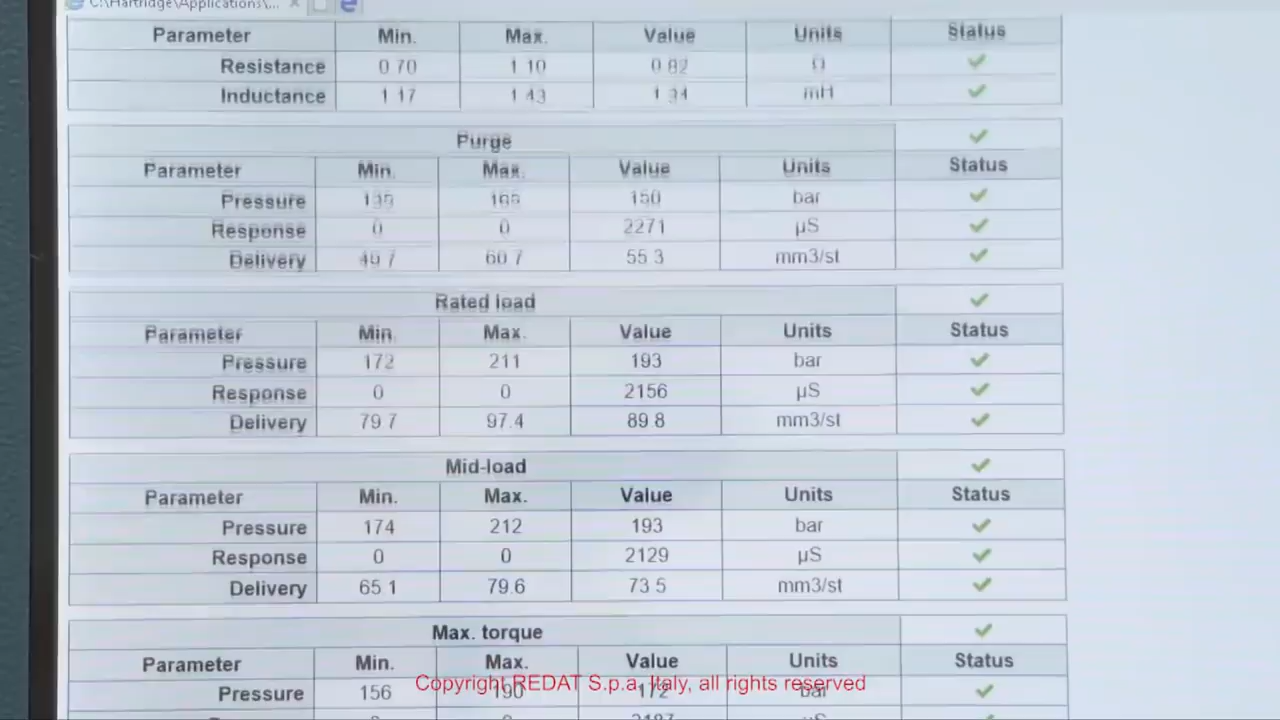 C:\Hartridge\Applications\...
Parameter Min. Max. Value Units Status
Resistance 0.70 1.10 0.82 Ω
Inductance 1.17 1.43 1.34 mH
Purge
Parameter Min. Max. Value Units Status
Pressure 150 bar
Response 0 0 2271 µS
Delivery 49.7 60.7 55.3 mm3/st
Rated load
Parameter Min. Max. Value Units Status
Pressure 172 211 193 bar
Response 0 0 2156 µS
Delivery 79.7 97.4 89.8 mm3/st
Mid-load
Parameter Min. Max. Value Units Status
Pressure 174 212 193 bar
Response 0 0 2129 µS
Delivery 65.1 79.6 73.5 mm3/st
Max. torque
Parameter Min. Max. Value Units Status
Pressure 156 190 172 bar
Copyright REDAT S.p.a. Italy, all rights reserved